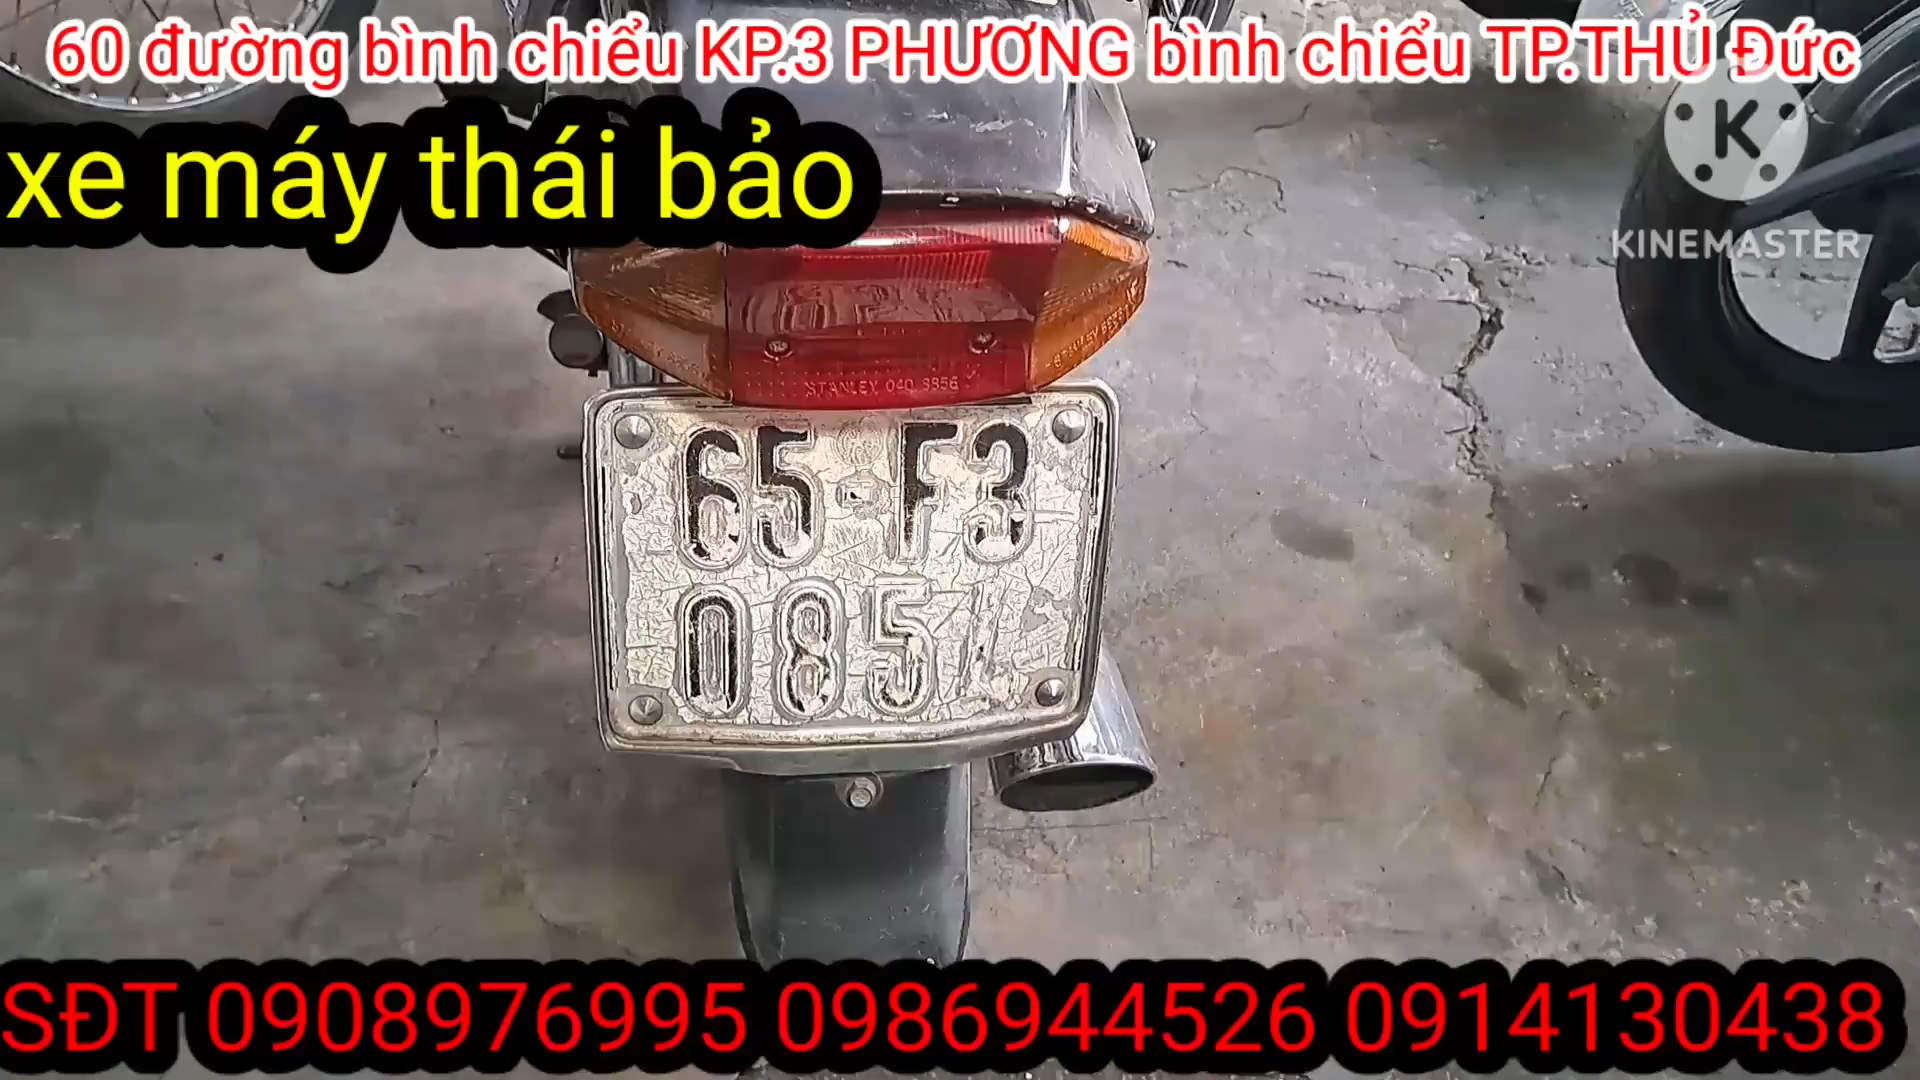 60 đường bình chiểu KP.3 PHƯƠNG bình chiểu TP.THỦ Đức
xe máy thái bảo
K
KINEMASTER
STANLEY 040 8856
65 F3
085
SĐT 0908976995 0986944526 0914130438